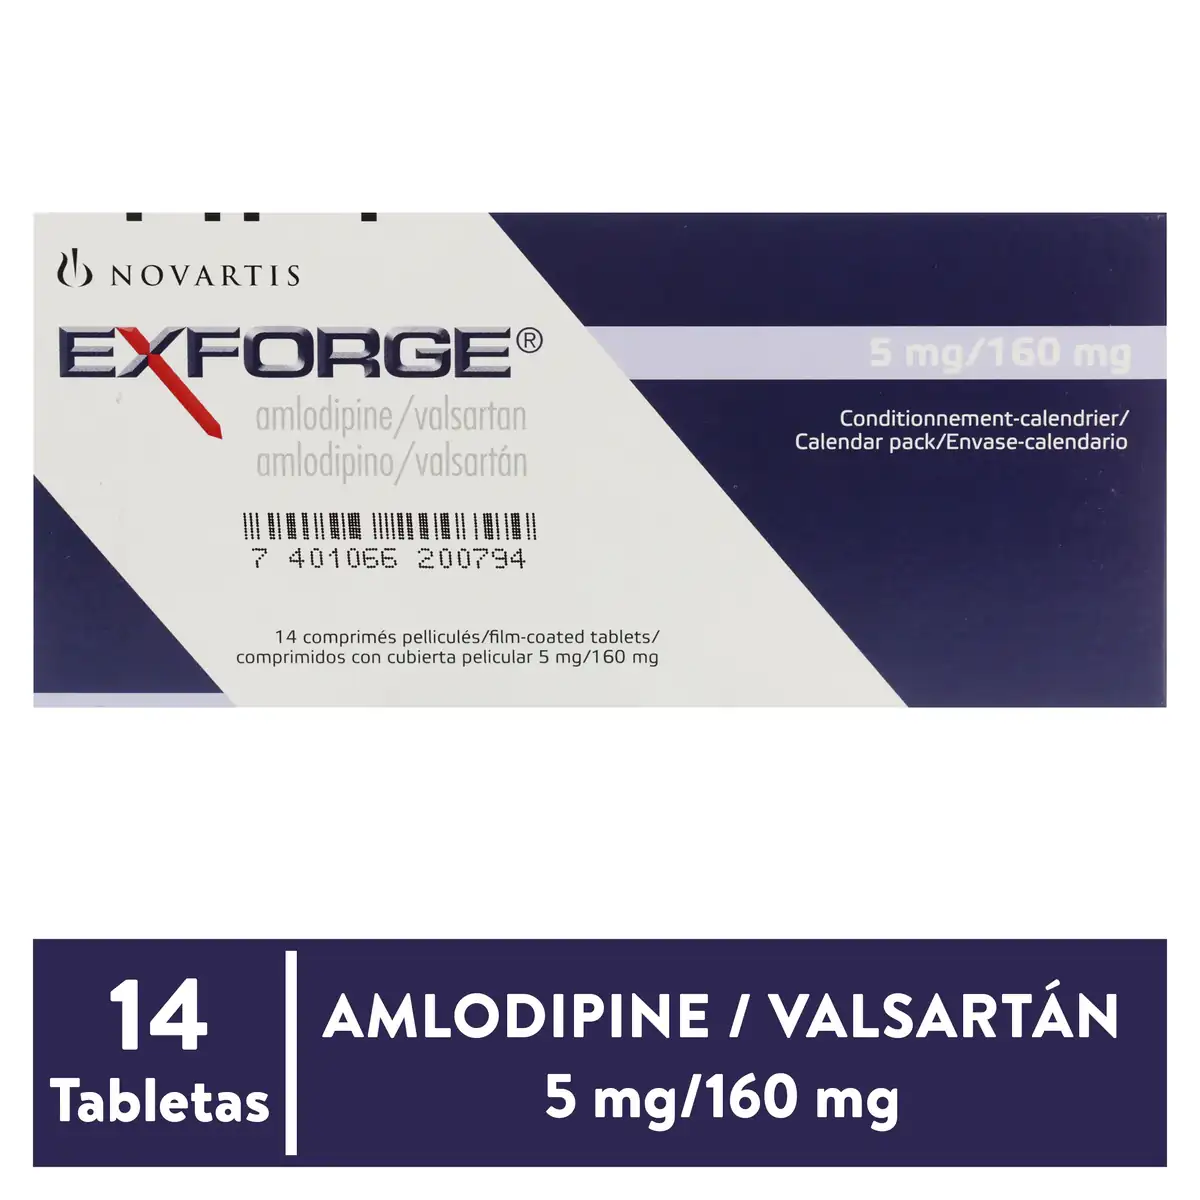 NOVARTIS
EXFORGE®
amlodipine/valsartan
amlodipino/valsartán
7 401066 200794
14 comprimés pelliculés/film-coated tablets/
comprimidos con cubierta pelicular 5 mg/160 mg
5 mg/160 mg
Conditionnement-calendrier/
Calendar pack/Envase-calendario
14
Tabletas
AMLODIPINE / VALSARTÁN
5 mg/160 mg